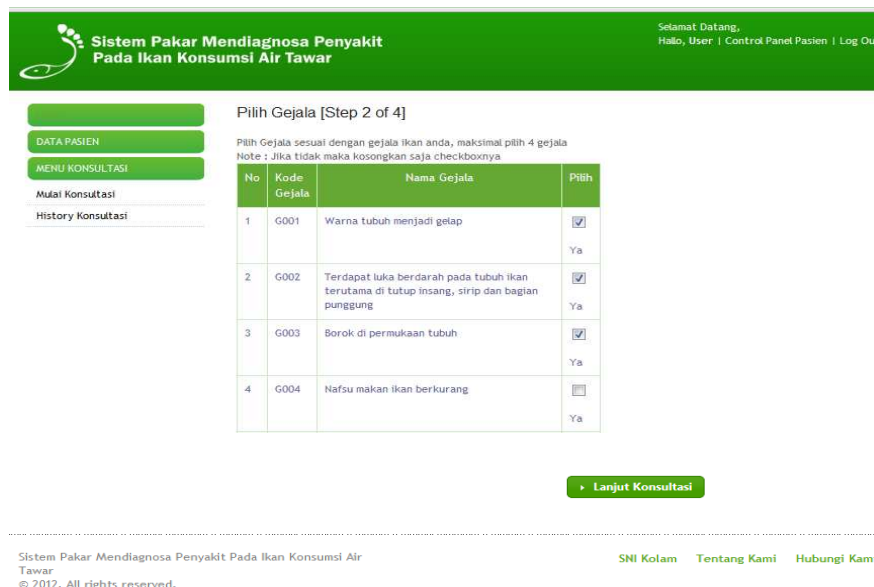 Sistem Pakar Mendiagnosa Penyakit
Pada Ikan Konsumsi Air Tawar
Selamat Datang,
Hallo, User | Control Panel Pasien | Log Ou
DATA PASIEN
MENU KONSULTASI
Mulai Konsultasi
History Konsultasi
Pilih Gejala [Step 2 of 4]
Pilih Gejala sesuai dengan gejala ikan anda, maksimal pilih 4 gejala
Note : Jika tidak maka kosongkan saja checkboxnya
No Kode Gejala Nama Gejala Pilih
1 G001 Warna tubuh menjadi gelap
Ya
2 G002 Terdapat luka berdarah pada tubuh ikan
terutama di tutup insang, sirip dan bagian
punggung Ya
3 G003 Borok di permukaan tubuh
Ya
4 G004 Nafsu makan ikan berkurang
Ya
Lanjut Konsultasi
Sistem Pakar Mendiagnosa Penyakit Pada Ikan Konsumsi Air
Tawar
© 2012. All rights reserved.
SNI Kolam Tentang Kami Hubungi Kam